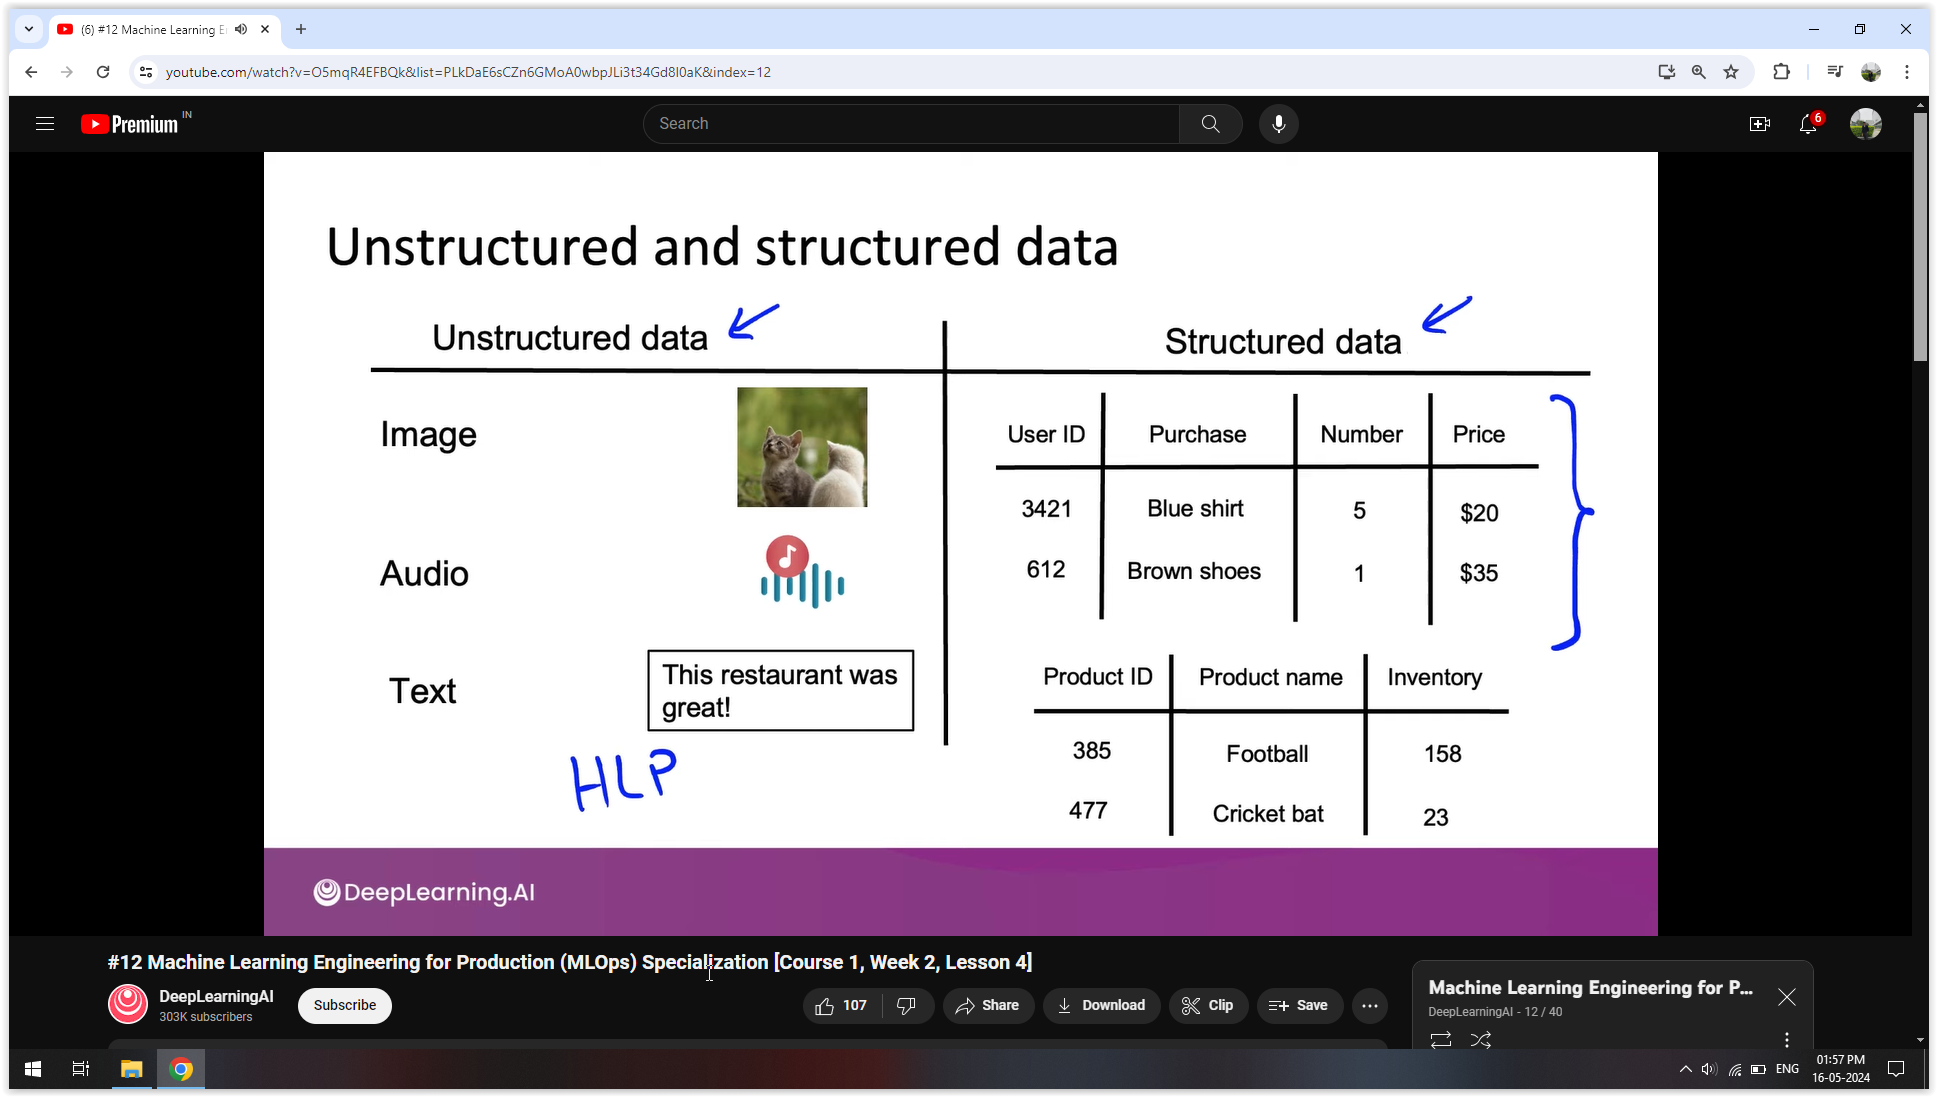 (6) #12 Machine Learning E
youtube.com/watch?v=O5mqR4EFBQk&list=PLkDaE6sCZn6GMoA0wbpJLi3t34Gd8I0aK&index=12
Premium IN
Search
6
Unstructured and structured data
Unstructured data
Structured data
Image
User ID Purchase Number Price
3421 Blue shirt 5 $20
612 Brown shoes 1 $35
Audio
Text
This restaurant was
great!
HLP
Product ID Product name Inventory
385 Football 158
477 Cricket bat 23
DeepLearning.AI
#12 Machine Learning Engineering for Production (MLOps) Specialization [Course 1, Week 2, Lesson 4]
DeepLearningAI
303K subscribers
Subscribe
107
Share
Download
Clip
Save
Machine Learning Engineering for P...
DeepLearningAI - 12 / 40
ENG
01:57 PM
16-05-2024